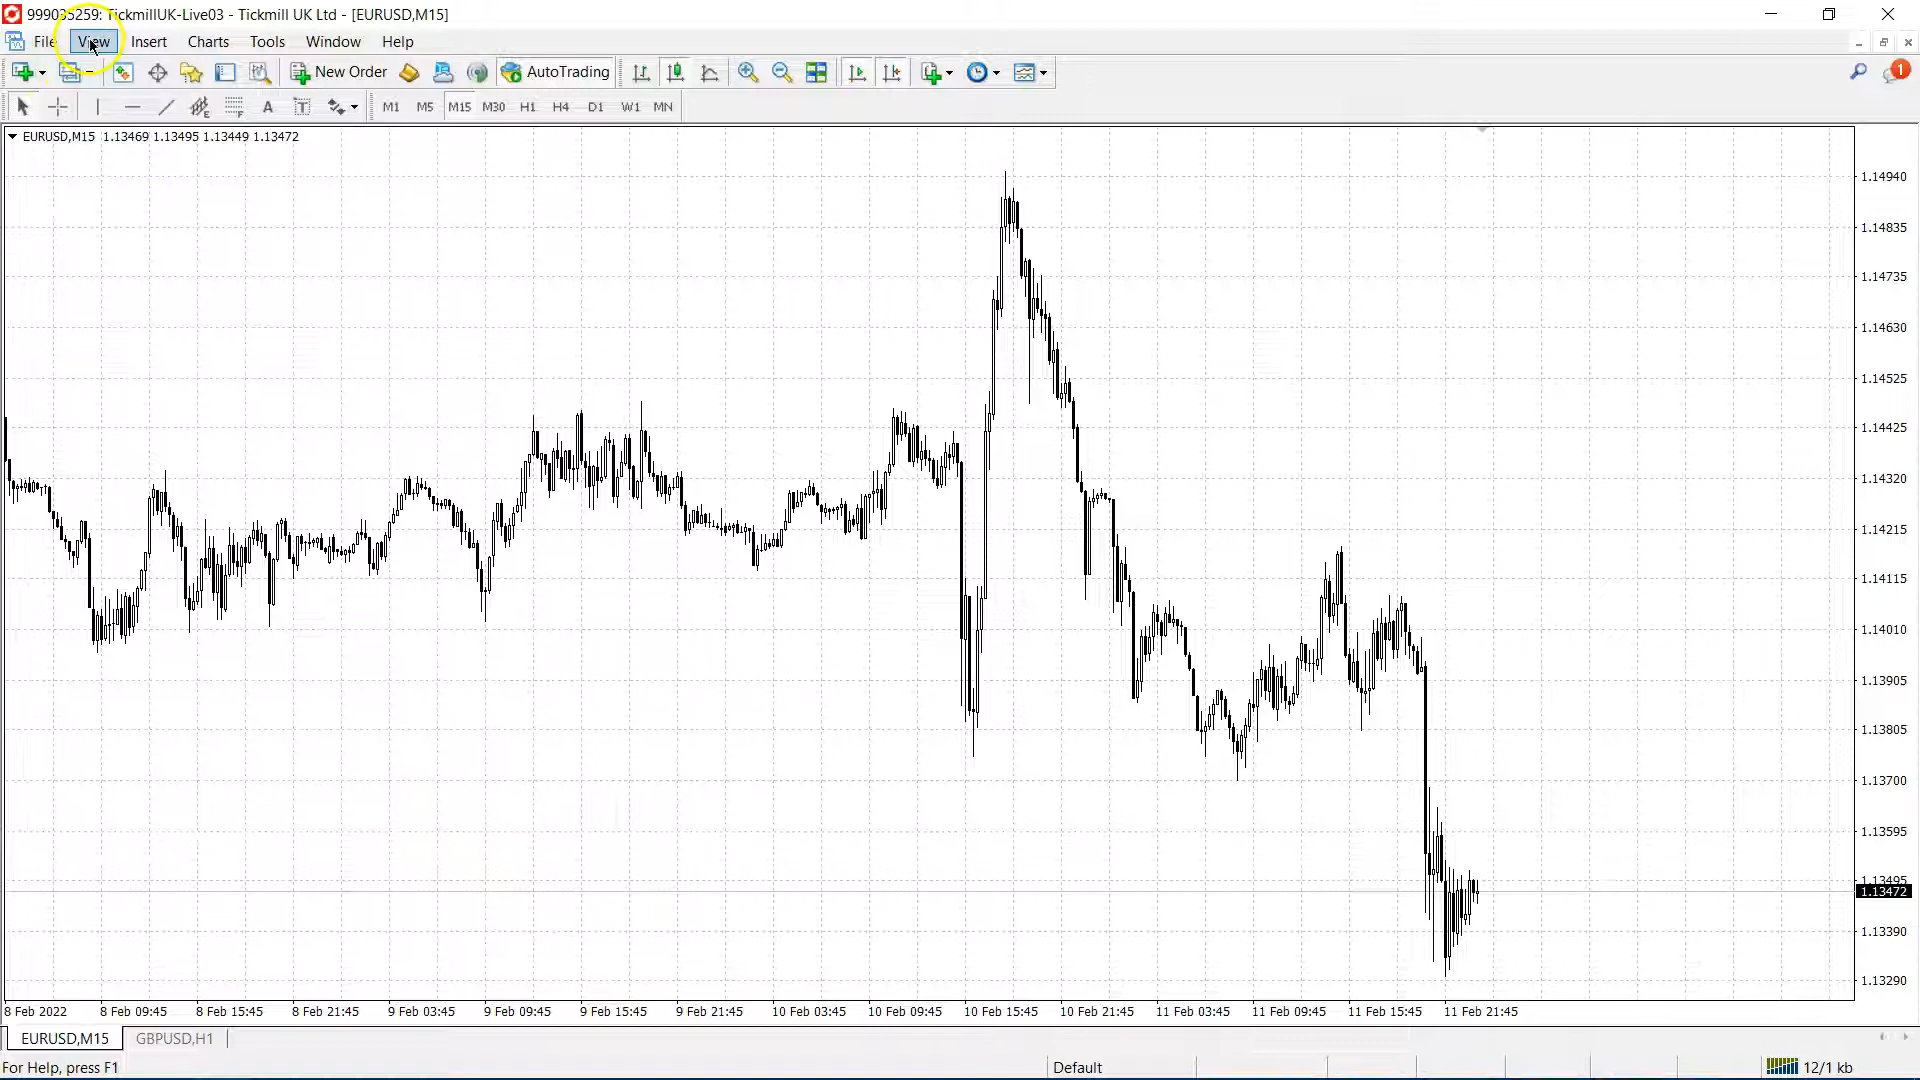 999035259: TickmillUK-Live03 - Tickmill UK Ltd - [EURUSD,M15]
File View Insert Charts Tools Window Help
New Order AutoTrading 1
A T E F M1 M5 M15 M30 H1 H4 D1 W1 MN
EURUSD,M15 1.13469 1.13495 1.13449 1.13472
1.14940
1.14835
1.14735
1.14630
1.14525
1.14425
1.14320
1.14215
1.14115
1.14010
1.13905
1.13805
1.13700
1.13595
1.13495
1.13472
1.13390
1.13290
8 Feb 2022 8 Feb 09:45 8 Feb 15:45 8 Feb 21:45 9 Feb 03:45 9 Feb 09:45 9 Feb 15:45 9 Feb 21:45 10 Feb 03:45 10 Feb 09:45 10 Feb 15:45 10 Feb 21:45 11 Feb 03:45 11 Feb 09:45 11 Feb 15:45 11 Feb 21:45
EURUSD,M15 GBPUSD,H1
For Help, press F1 Default 12/1 kb